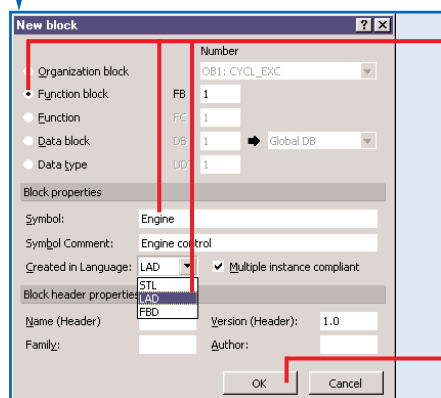 New block
Number
Organization block
OB1: CYCL_EXC
Function block FB 1
Function FC 1
Data block DB 1 Global DB
Data type UDT 1
Block properties
Symbol: Engine
Symbol Comment: Engine control
Created in Language: LAD Multiple instance compliant
STL
LAD
FBD
Block header properties
Name (Header) Version (Header): 1.0
Family: Author:
OK Cancel